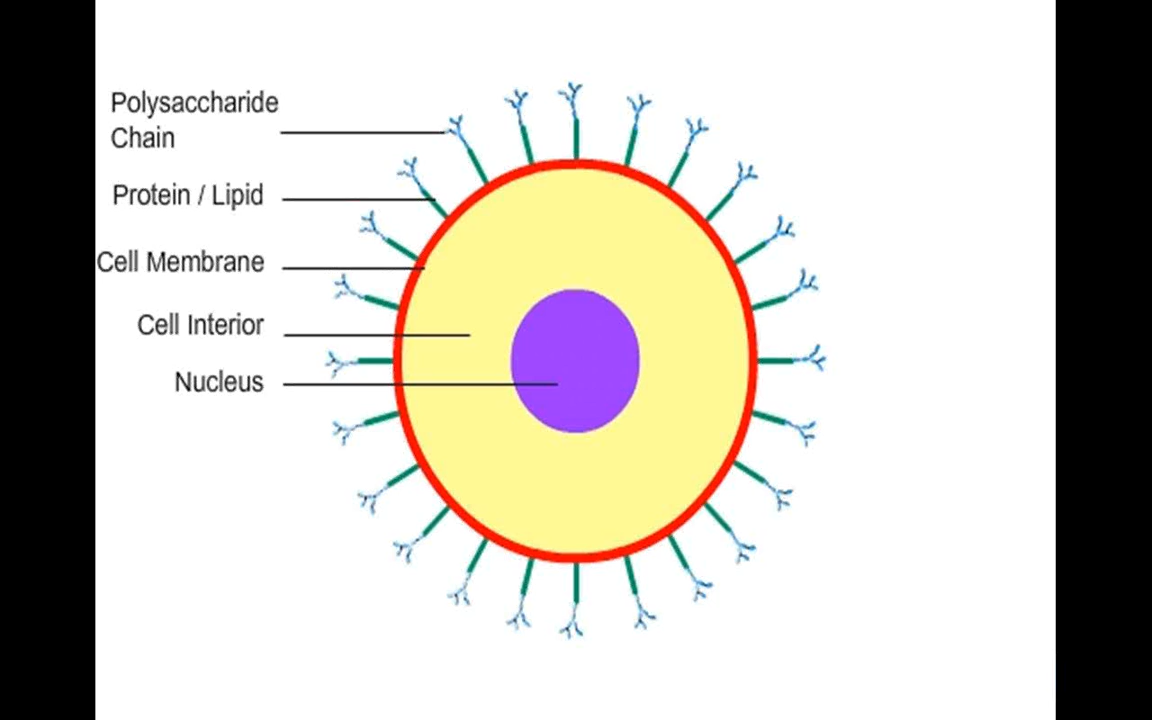 Polysaccharide
Chain
Protein / Lipid
Cell Membrane
Cell Interior
Nucleus